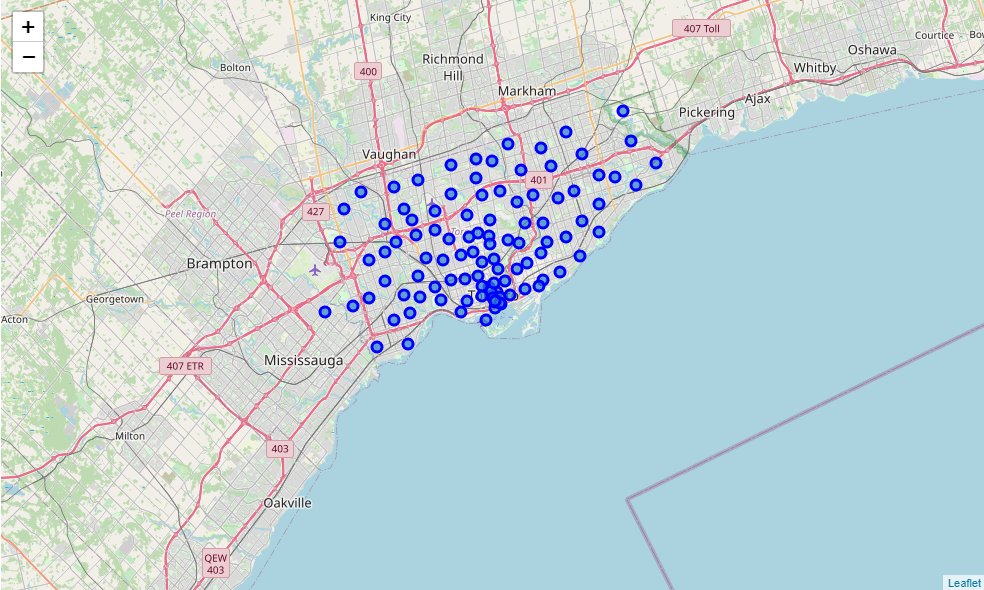 +
−
King City
407 Toll
Courtice
Bow
Oshawa
Whitby
Bolton
400
Richmond
Hill
Markham
Ajax
Pickering
Vaughan
401
427
Peel Region
Brampton
Georgetown
Acton
Mississauga
407 ETR
Milton
403
Oakville
QEW
403
Leaflet